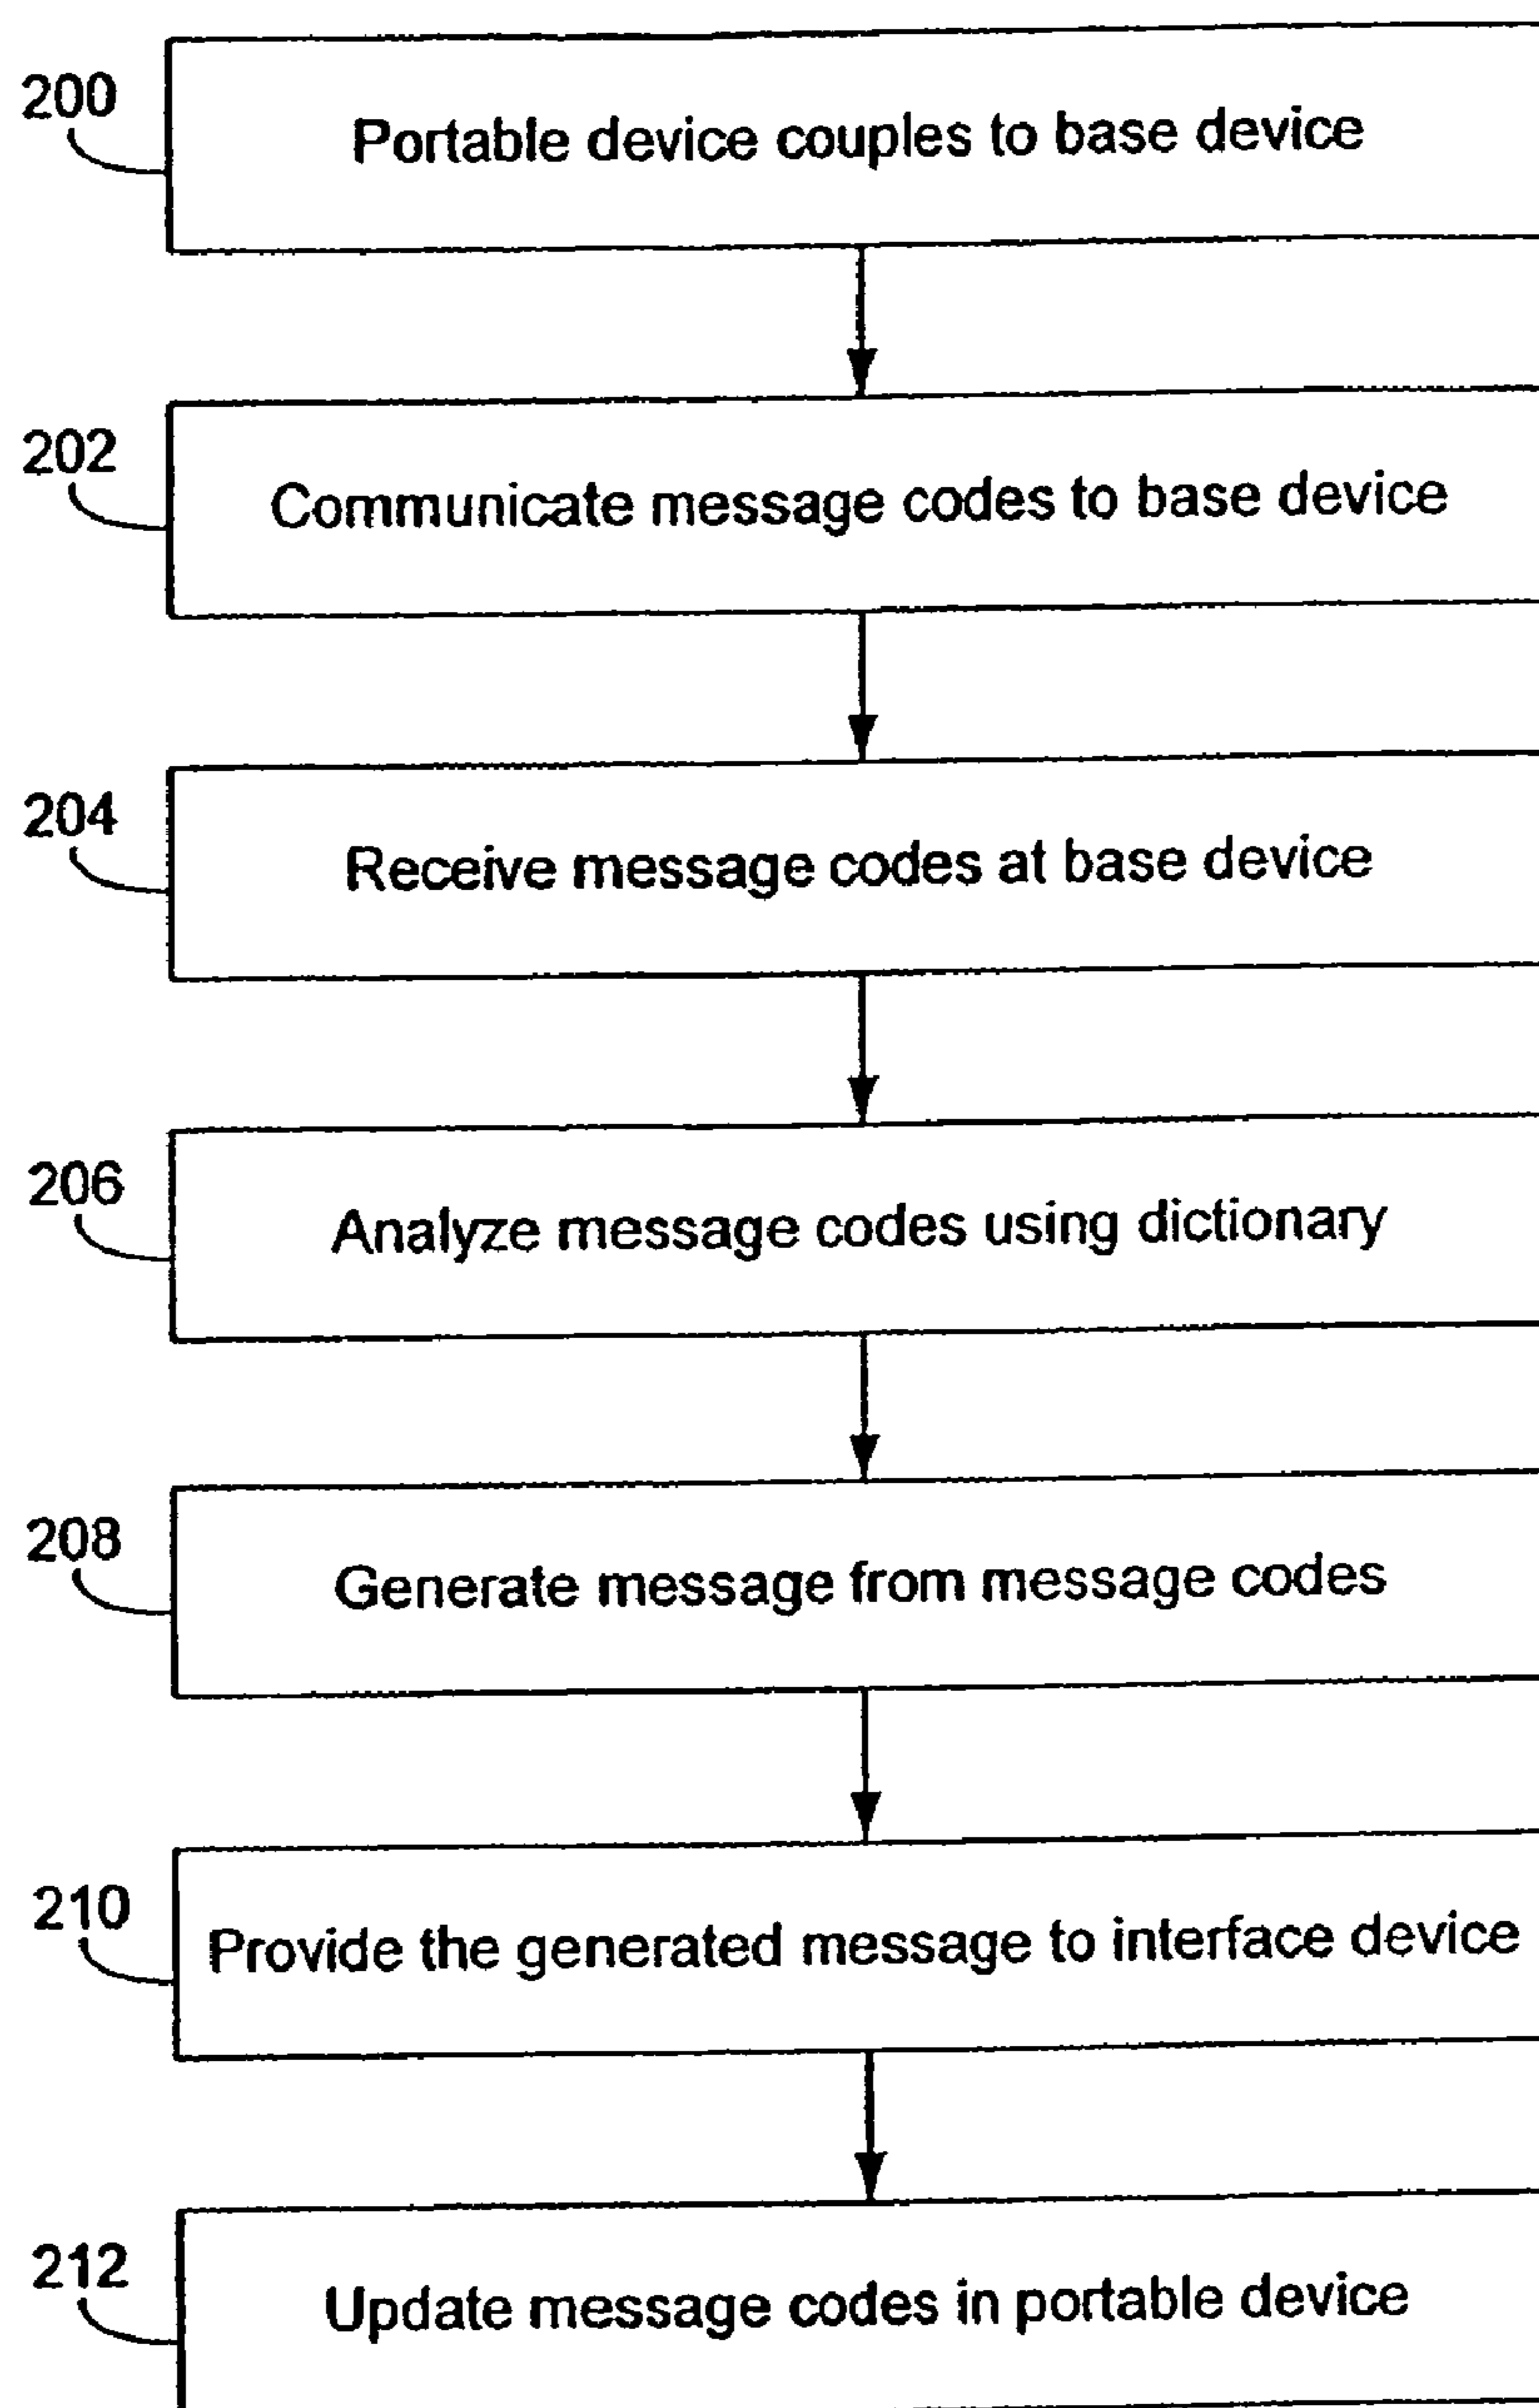 200
Portable device couples to base device
202
Communicate message codes to base device
204
Receive message codes at base device
206
Analyze message codes using dictionary
208
Generate message from message codes
210
Provide the generated message to interface device
212
Update message codes in portable device